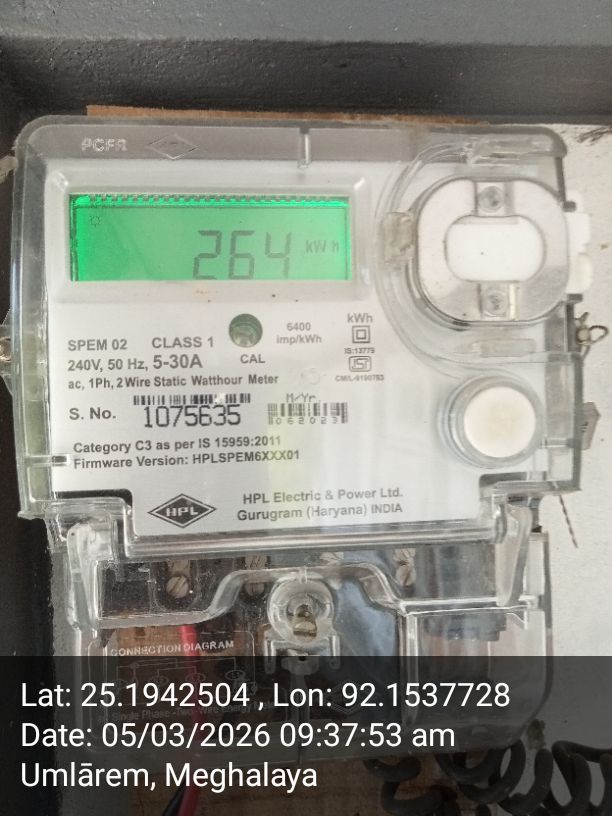 PCFR HPL
264 kWh
SPEM 02 CLASS 1
240V, 50 Hz, 5-30A
ac, 1Ph, 2 Wire Static Watthour Meter
CAL
6400
imp/kWh
kWh
IS:13779
CM/L-9190783
S. No. 1075635
M/Yr.
062023
Category C3 as per IS 15959:2011
Firmware Version: HPLSPEM6XXX01
HPL
HPL Electric & Power Ltd.
Gurugram (Haryana) INDIA
CONNECTION DIAGRAM
Lat: 25.1942504 , Lon: 92.1537728
Date: 05/03/2026 09:37:53 am
Umlārem, Meghalaya